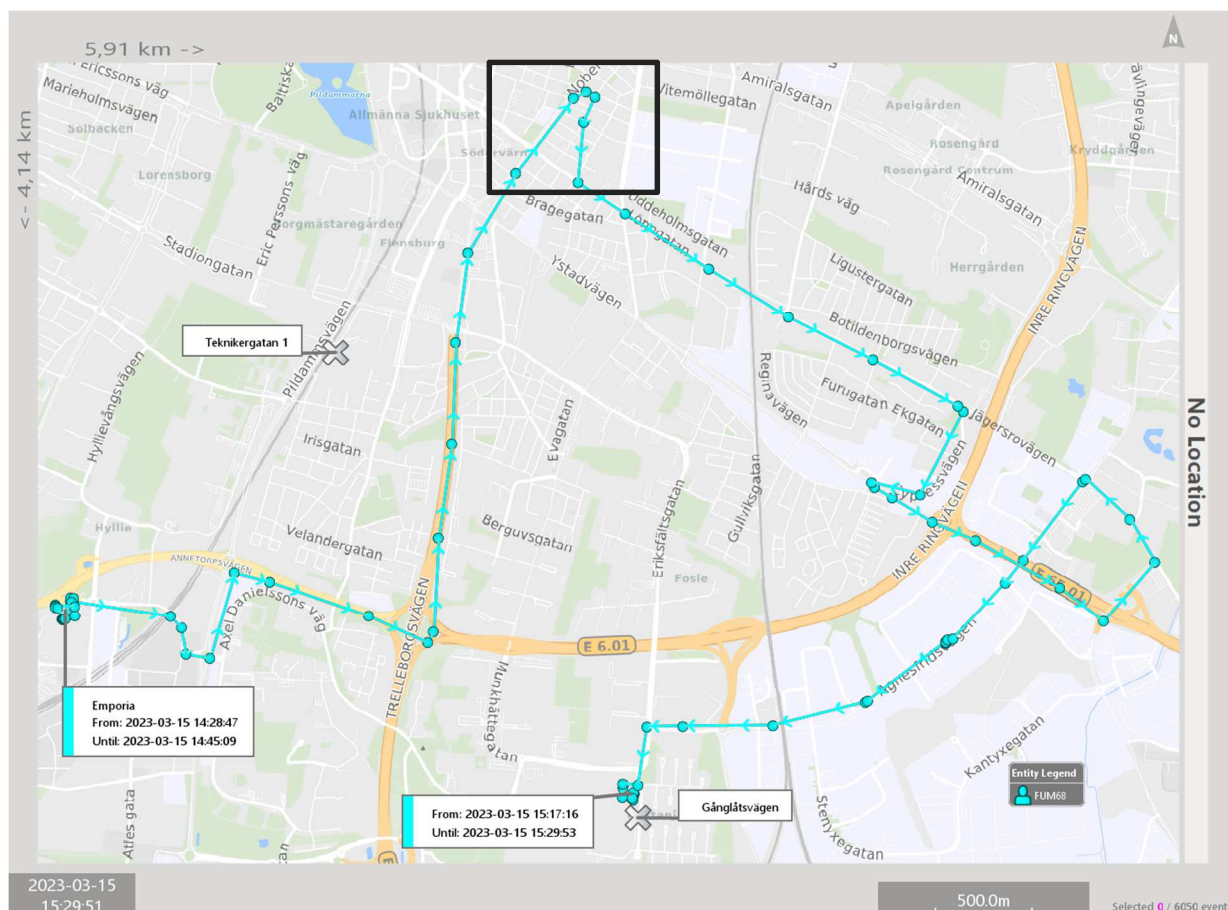 5,91 km ->
N
<- 4,14 km
Ericssons väg
Marieholmsvägen
Solbacken
Baltiska
Pildammarna
Allmänna Sjukhuset
Nobe
Vitemöllegatan
Amiralsgatan
Apelgården
Rosengård
Rosengård Centrum
Kryddgården
Lorensborg
Södervärn
Eric Perssons väg
Borgmästaregården
Stadiongatan
Flensburg
Bragegatan
Uddeholmsgatan
Lönngatan
Hårds väg
Amiralsgatan
Herrgården
Ystadvägen
Ligustergatan
INRE RINGVÄGEN
Botildenborgsvägen
Teknikergatan 1
Pildammsvägen
Reginavägen
Furugatan
Ekgatan
Jägersrovägen
No Location
Hyllievångsvägen
Irisgatan
Evagatan
Gullviksgatan
Eriksfältsgatan
Cypressvägen
Hyllie
Velandergatan
Berguvsgatan
INRE RINGVÄGEN
ANNETORPSVÄGEN
Fosie
E 65.01
Axel Danielssons väg
TRELLEBORGSVÄGEN
E 6.01
Agnesfridsvägen
Munkhättegatan
Emporia
From: 2023-03-15 14:28:47
Until: 2023-03-15 14:45:09
Kantyxegatan
Entity Legend
FUM68
From: 2023-03-15 15:17:16
Until: 2023-03-15 15:29:53
Gånglåtsvägen
Stenyxegatan
gata
2023-03-15
15:29:51
500.0m
Selected 0 / 6050 event